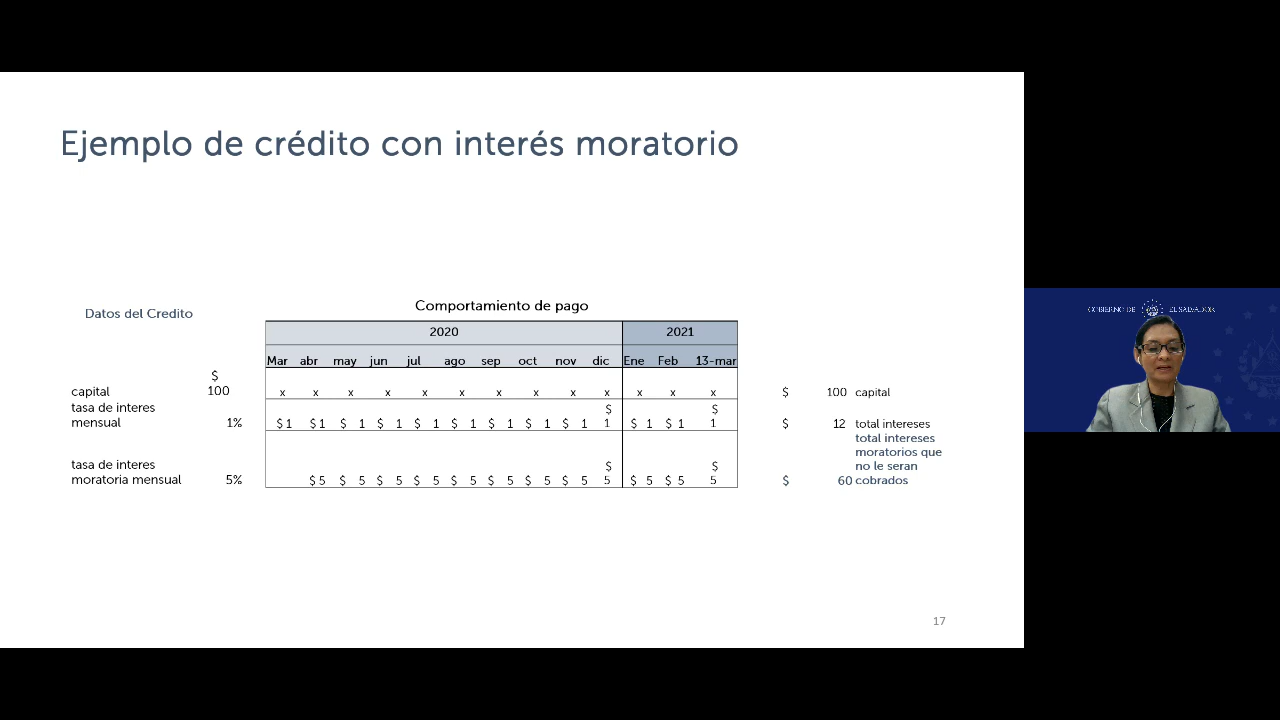 Ejemplo de crédito con interés moratorio
Datos del Credito
Comportamiento de pago
2020 2021
Mar abr may jun jul ago sep oct nov dic Ene Feb 13-mar
$
capital 100 x x x x x x x x x x x x x $ 100 capital
tasa de interes $ $
mensual 1% $ 1 $ 1 $ 1 $ 1 $ 1 $ 1 $ 1 $ 1 $ 1 1 $ 1 $ 1 1 $ 12 total intereses
total intereses
moratorios que
tasa de interes $ $ no le seran
moratoria mensual 5% $ 5 $ 5 $ 5 $ 5 $ 5 $ 5 $ 5 $ 5 5 $ 5 $ 5 5 $ 60 cobrados
17
GOBIERNO DE EL SALVADOR